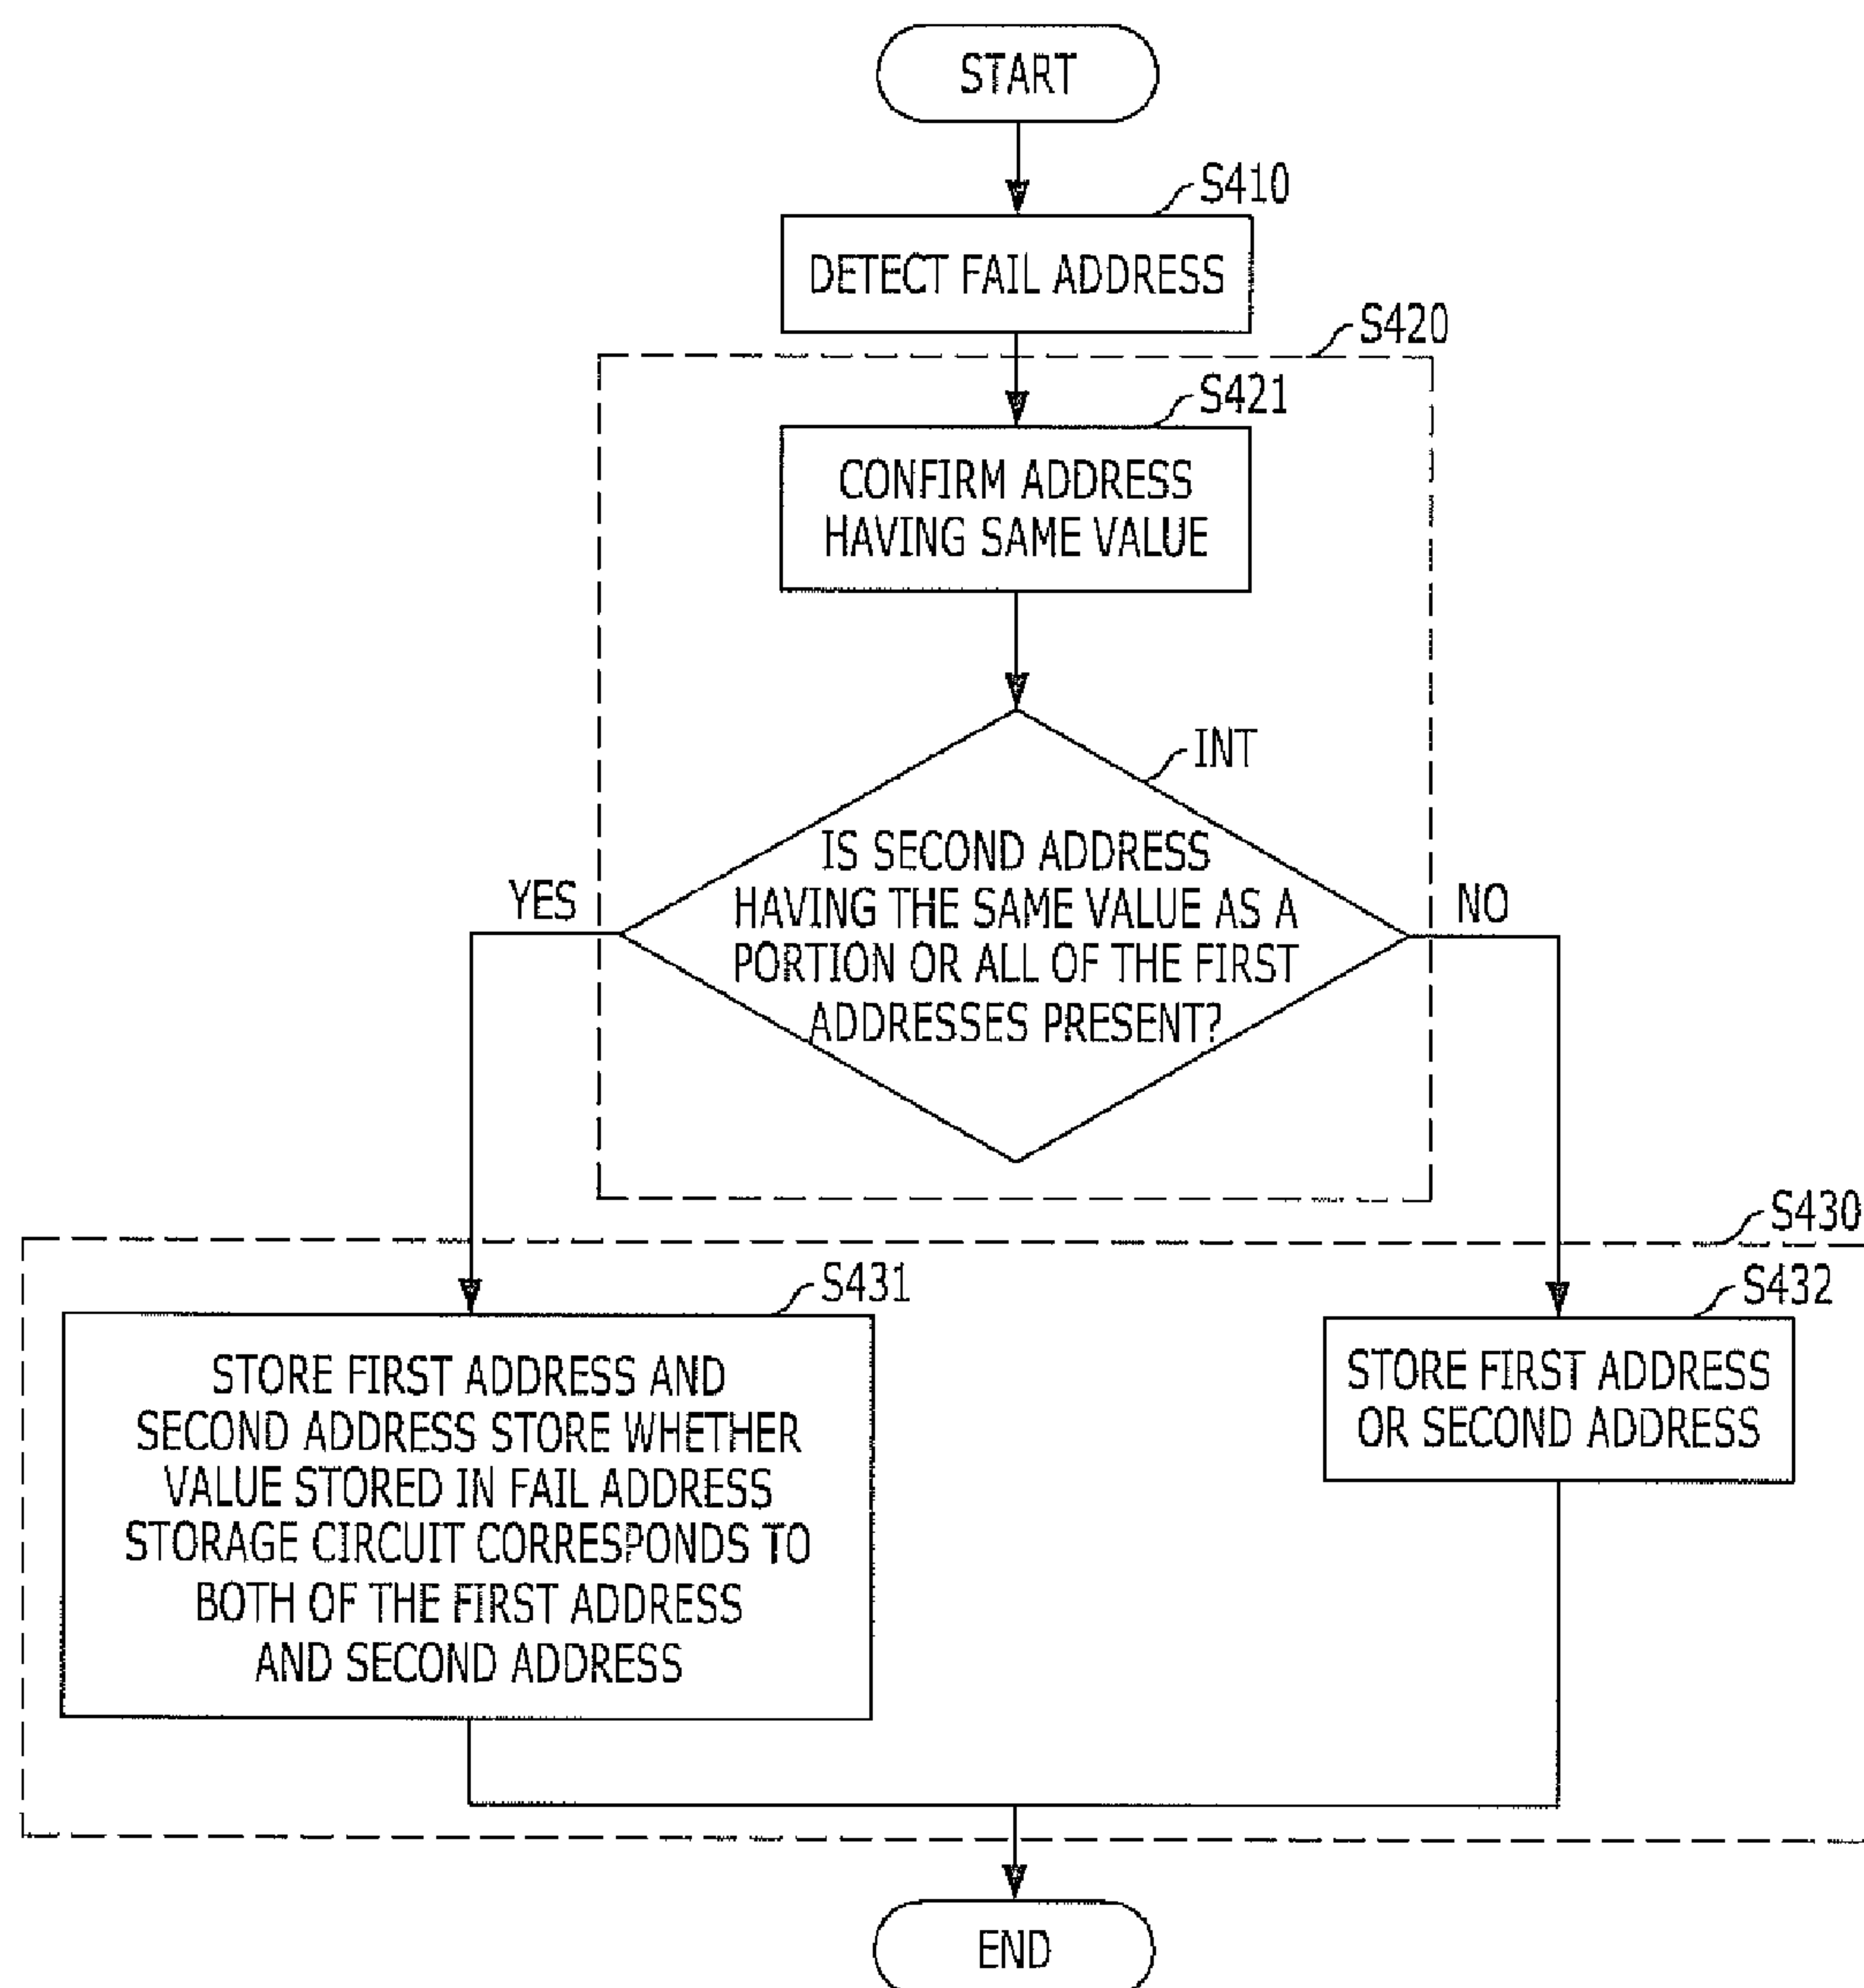 START
S410
DETECT FAIL ADDRESS
S420
S421
CONFIRM ADDRESS
HAVING SAME VALUE
INT
IS SECOND ADDRESS
HAVING THE SAME VALUE AS A
PORTION OR ALL OF THE FIRST
ADDRESSES PRESENT?
YES
NO
S430
S431
STORE FIRST ADDRESS AND
SECOND ADDRESS STORE WHETHER
VALUE STORED IN FAIL ADDRESS
STORAGE CIRCUIT CORRESPONDS TO
BOTH OF THE FIRST ADDRESS
AND SECOND ADDRESS
S432
STORE FIRST ADDRESS
OR SECOND ADDRESS
END